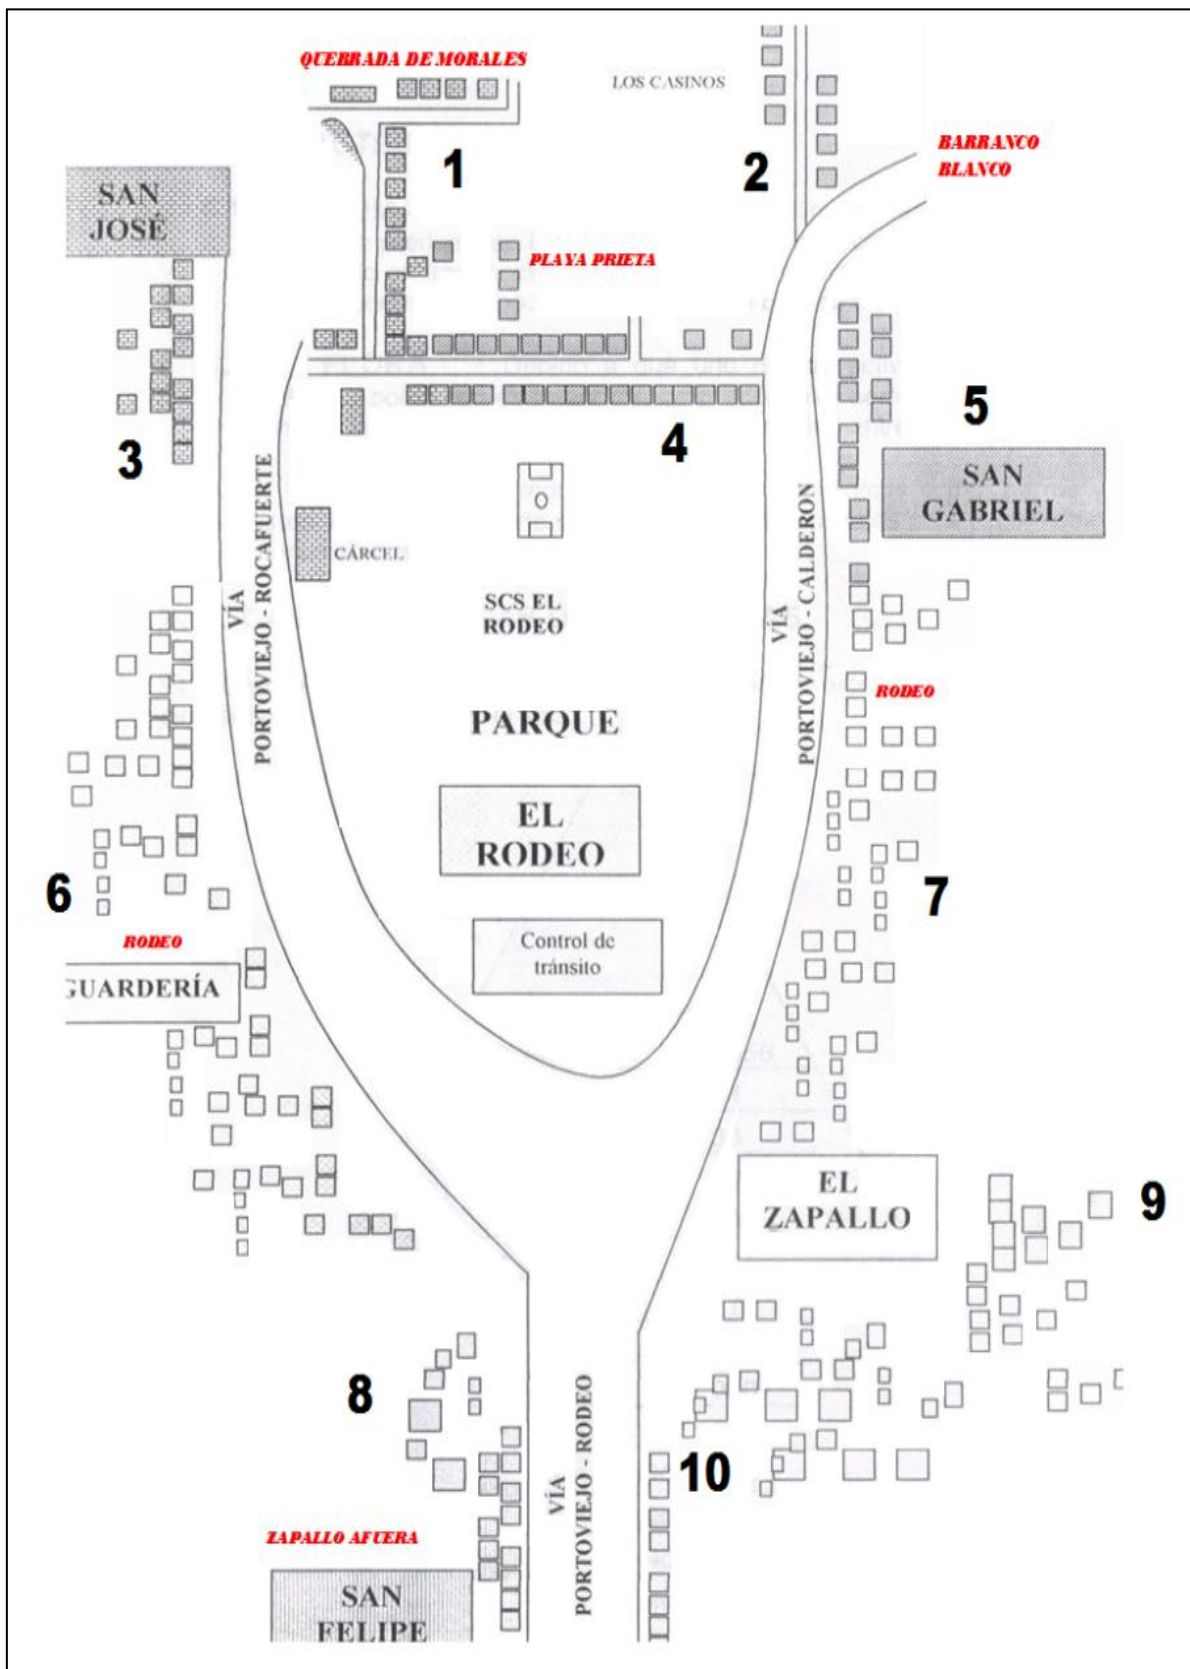 QUEBRADA DE MORALES
LOS CASINOS
BARRANCO
BLANCO
1
2
SAN
JOSÉ
PLAYA PRIETA
3
4
5
SAN
GABRIEL
VÍA
PORTOVIEJO - ROCAFUERTE
CÁRCEL
VÍA
PORTOVIEJO - CALDERON
SCS EL
RODEO
RODEO
PARQUE
EL
RODEO
6
7
Control de
tránsito
RODEO
GUARDERÍA
EL
ZAPALLO
9
8
VÍA
PORTOVIEJO - RODEO
10
ZAPALLO AFUERA
SAN
FELIPE